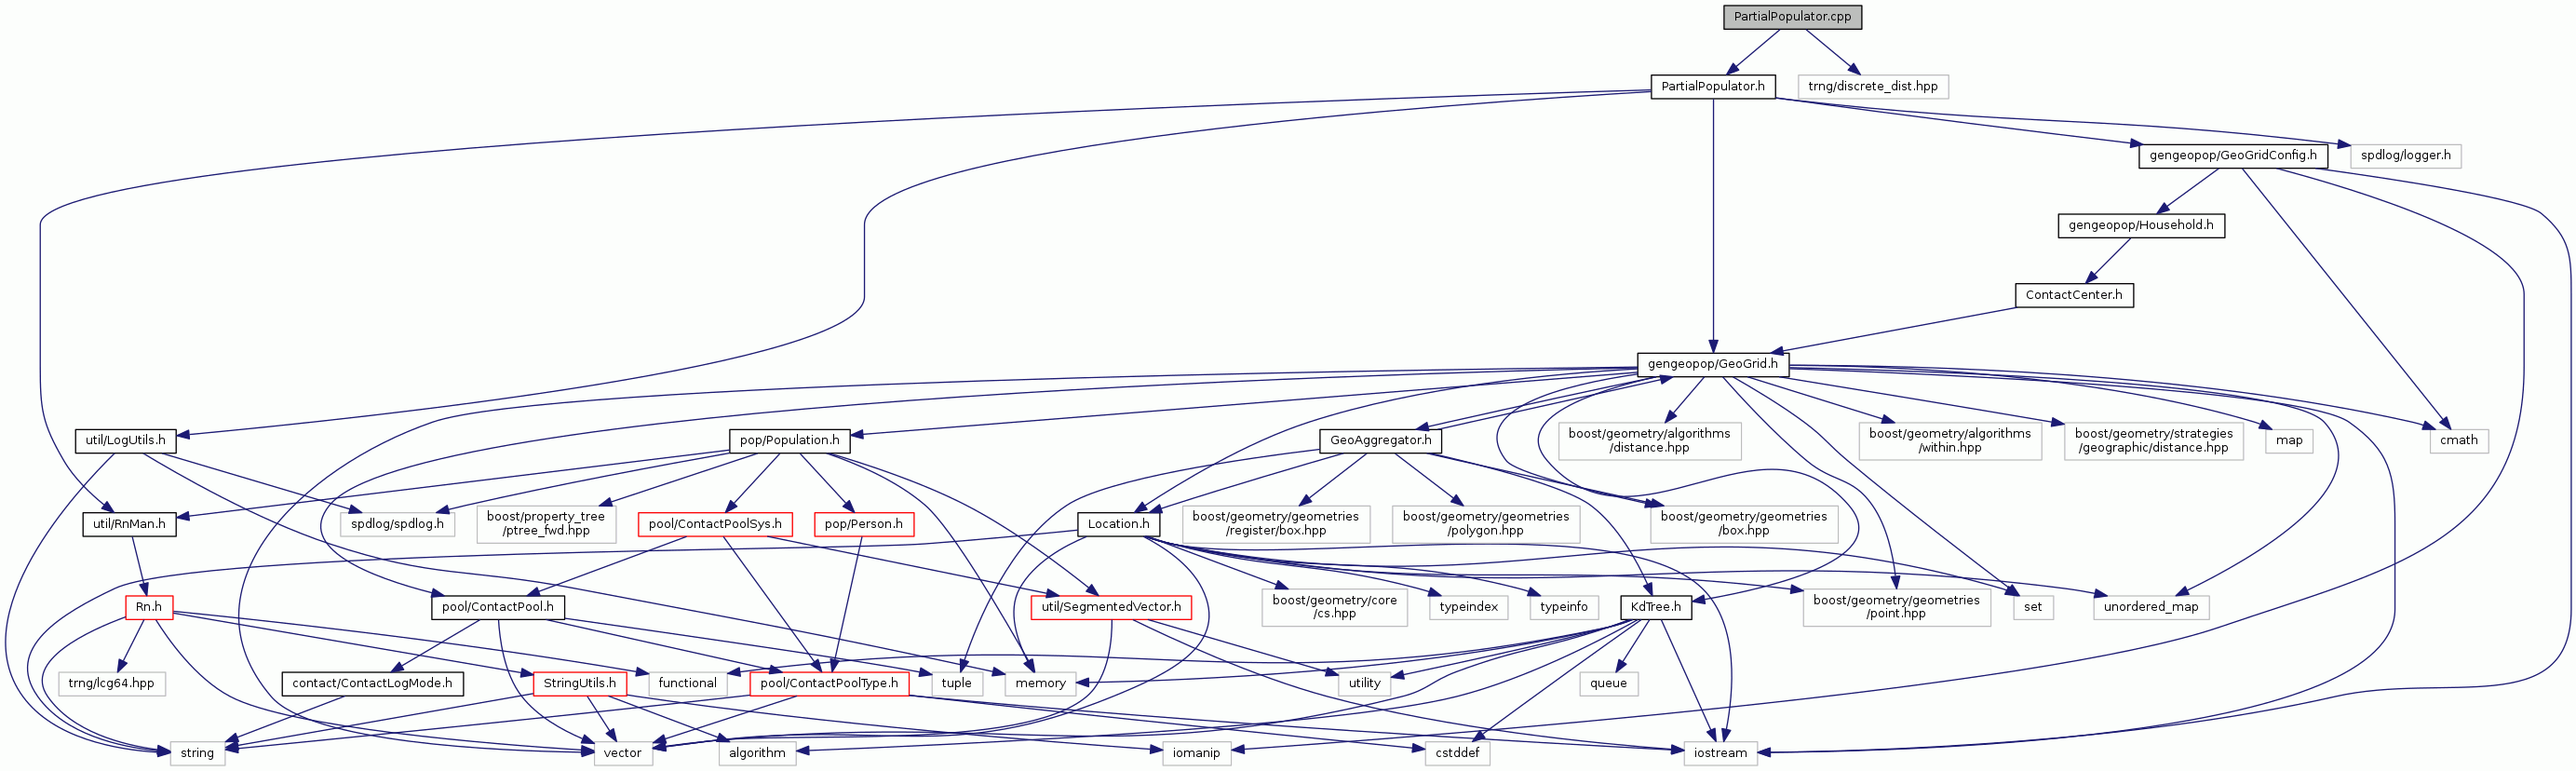 PartialPopulator.cpp
PartialPopulator.h
trng/discrete_dist.hpp
gengeopop/GeoGridConfig.h
spdlog/logger.h
gengeopop/Household.h
ContactCenter.h
gengeopop/GeoGrid.h
util/LogUtils.h
pop/Population.h
GeoAggregator.h
boost/geometry/algorithms
/distance.hpp
boost/geometry/algorithms
/within.hpp
boost/geometry/strategies
/geographic/distance.hpp
map
cmath
util/RnMan.h
spdlog/spdlog.h
boost/property_tree
/ptree_fwd.hpp
pool/ContactPoolSys.h
pop/Person.h
Location.h
boost/geometry/geometries
/register/box.hpp
boost/geometry/geometries
/polygon.hpp
boost/geometry/geometries
/box.hpp
Rn.h
pool/ContactPool.h
util/SegmentedVector.h
boost/geometry/core
/cs.hpp
typeindex
typeinfo
KdTree.h
boost/geometry/geometries
/point.hpp
set
unordered_map
trng/lcg64.hpp
contact/ContactLogMode.h
StringUtils.h
functional
pool/ContactPoolType.h
tuple
memory
utility
queue
string
vector
algorithm
iomanip
cstddef
iostream